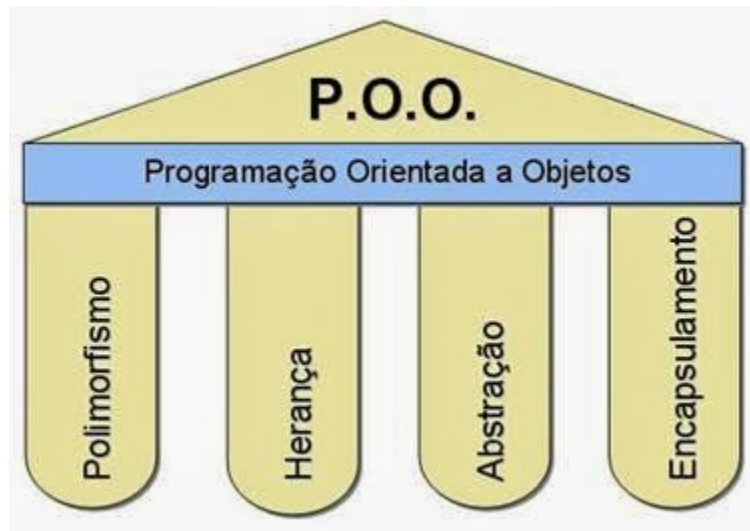 P.O.O.
Programação Orientada a Objetos
Polimorfismo
Herança
Abstração
Encapsulamento